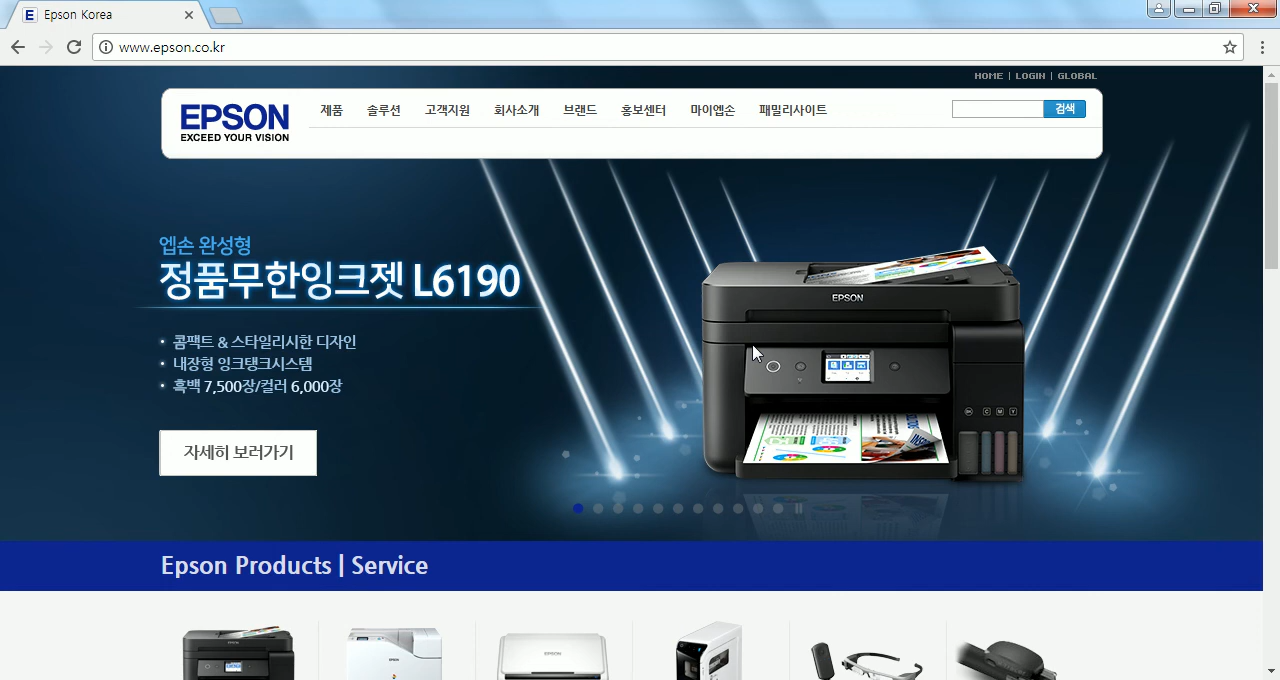 Epson Korea
www.epson.co.kr
HOME | LOGIN | GLOBAL
EPSON
EXCEED YOUR VISION
제품 솔루션 고객지원 회사소개 브랜드 홍보센터 마이엡손 패밀리사이트
검색
엡손 완성형
정품무한잉크젯 L6190
• 콤팩트 & 스타일리시한 디자인
• 내장형 잉크탱크시스템
• 흑백 7,500장/컬러 6,000장
자세히 보러가기
EPSON
BK C M Y
Epson Products | Service
EPSON
EPSON
EPSON